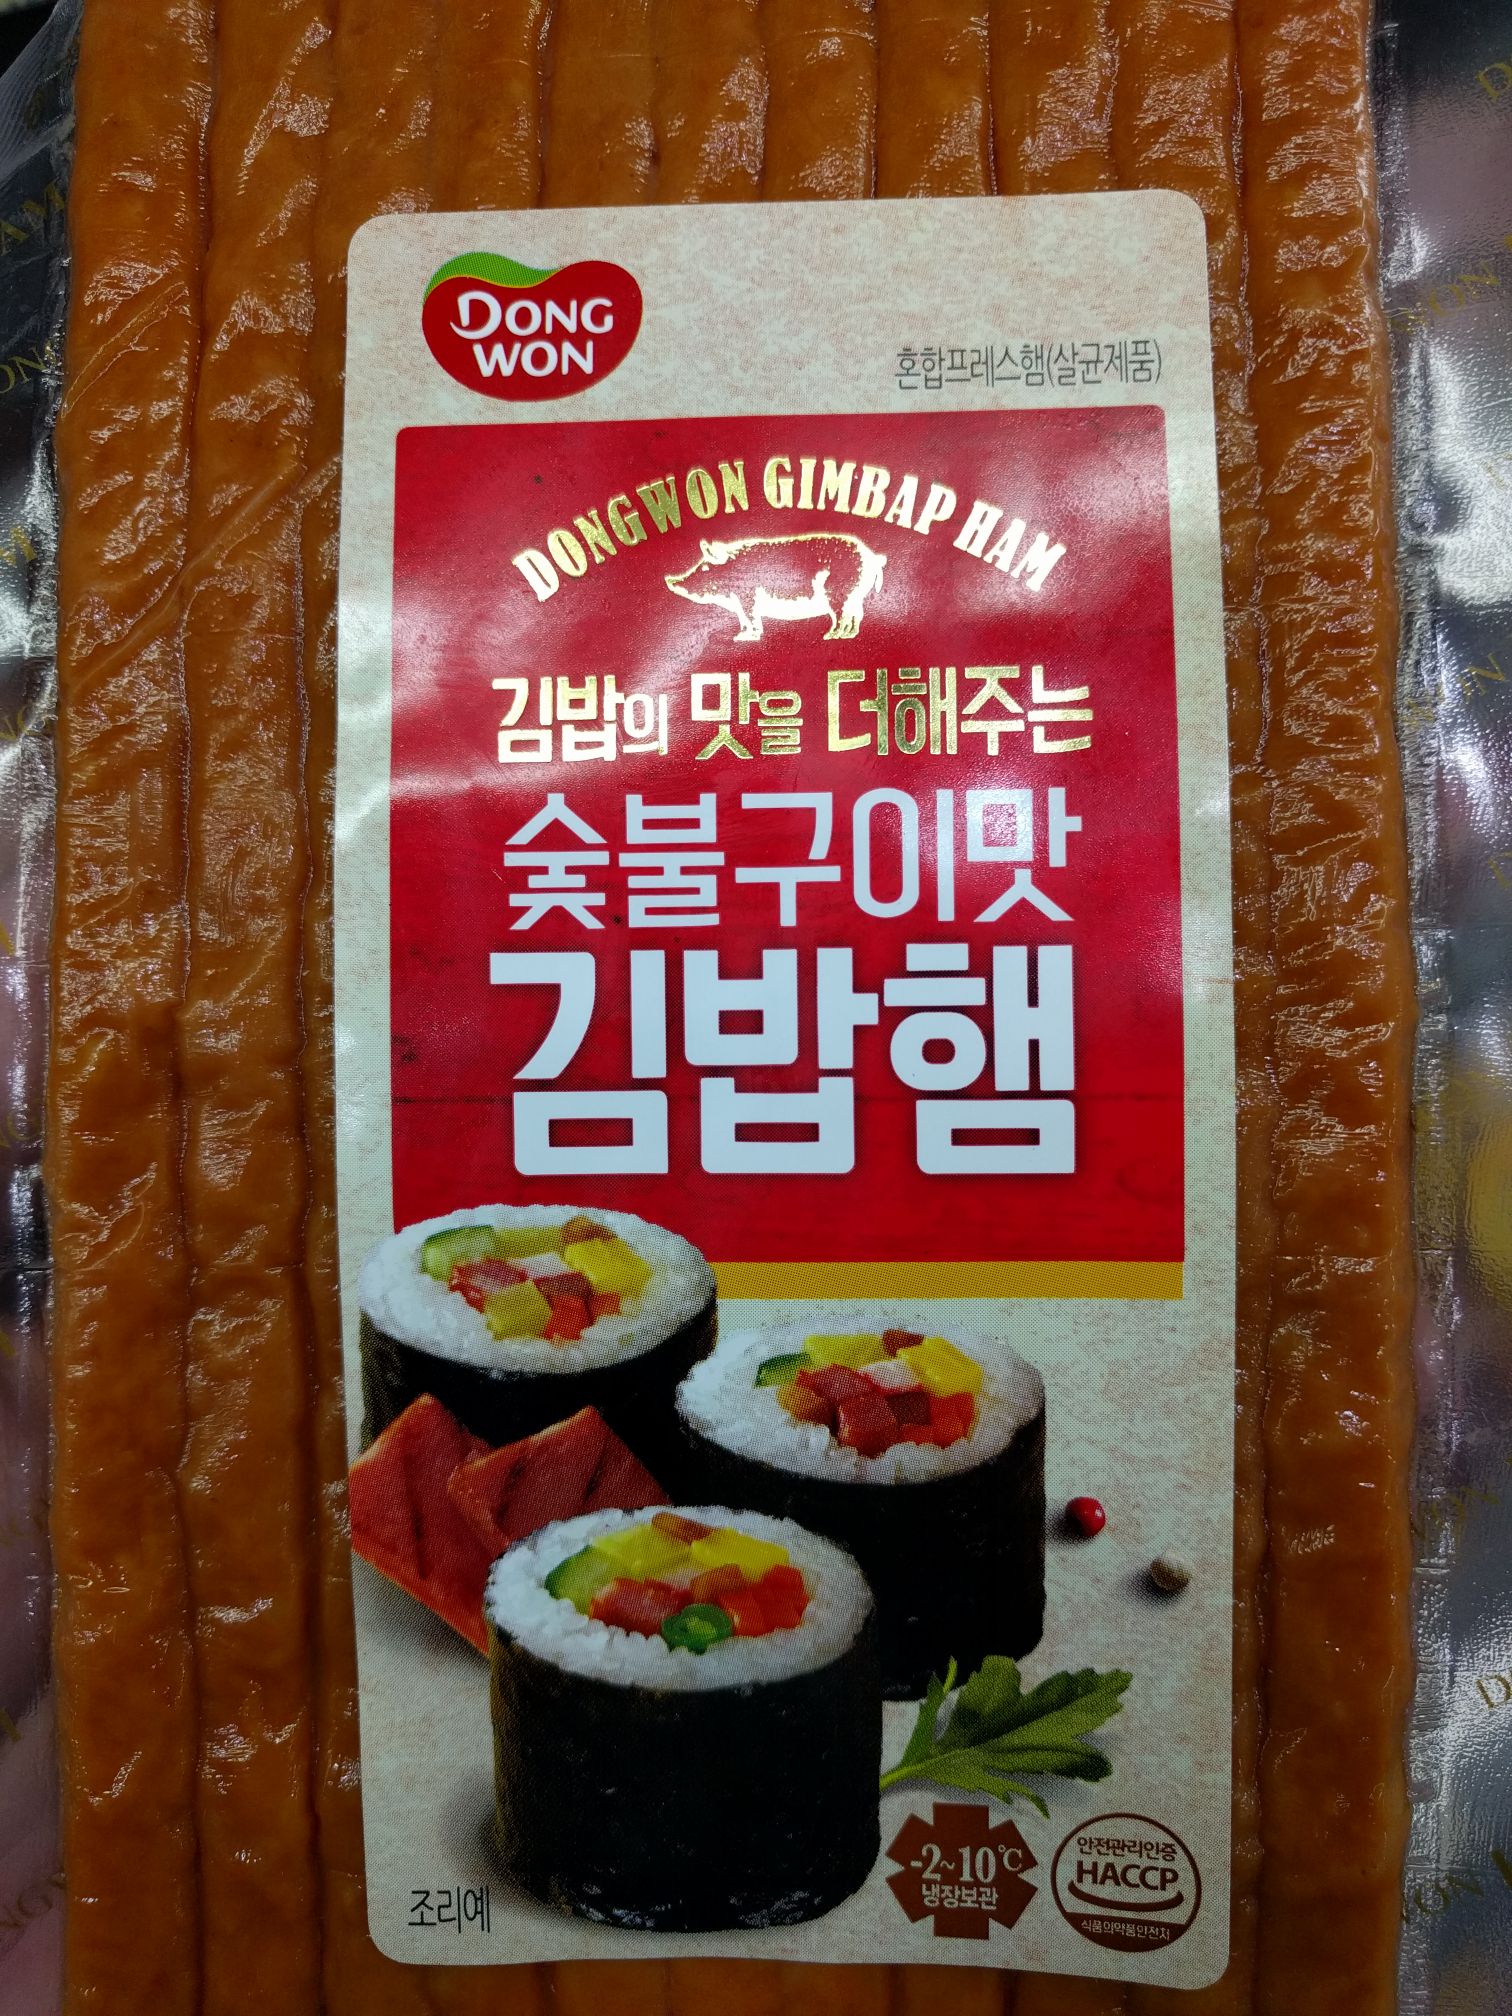 DONG
WON
혼합프레스햄(살균제품)
DONGWON GIMBAP HAM
김밥의 맛을 더해주는
숯불구이맛
김밥햄
조리예
-2~10℃
냉장보관
안전관리인증
HACCP
식품의약품안전처